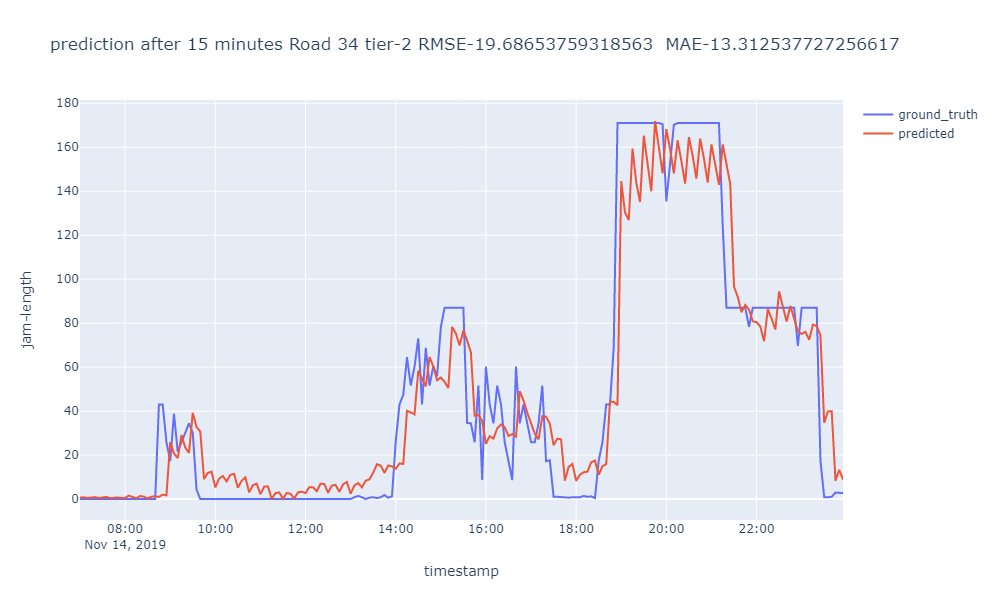 prediction after 15 minutes Road 34 tier-2 RMSE-19.68653759318563  MAE-13.312537727256617
ground_truth
predicted
jam-length
180
160
140
120
100
80
60
40
20
0
08:00 10:00 12:00 14:00 16:00 18:00 20:00 22:00
Nov 14, 2019
timestamp